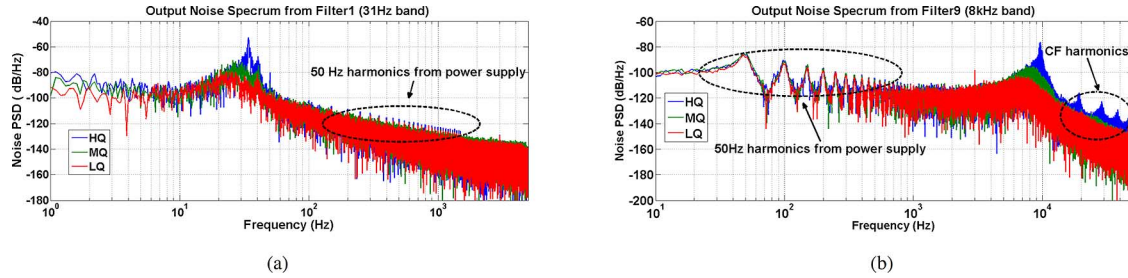 Output Noise Specrum from Filter1 (31Hz band)
-40
-60
-80
-100
-120
-140
-160
-180
Noise PSD (dB/Hz)
50 Hz harmonics from power supply
HQ
MQ
LQ
10^0
10^1
10^2
10^3
Frequency (Hz)
(a)
Output Noise Specrum from Filter9 (8kHz band)
-60
-80
-100
-120
-140
-160
-180
-200
Noise PSD (dB/Hz)
CF harmonics
50Hz harmonics from power supply
HQ
MQ
LQ
10^1
10^2
10^3
10^4
Frequency (Hz)
(b)